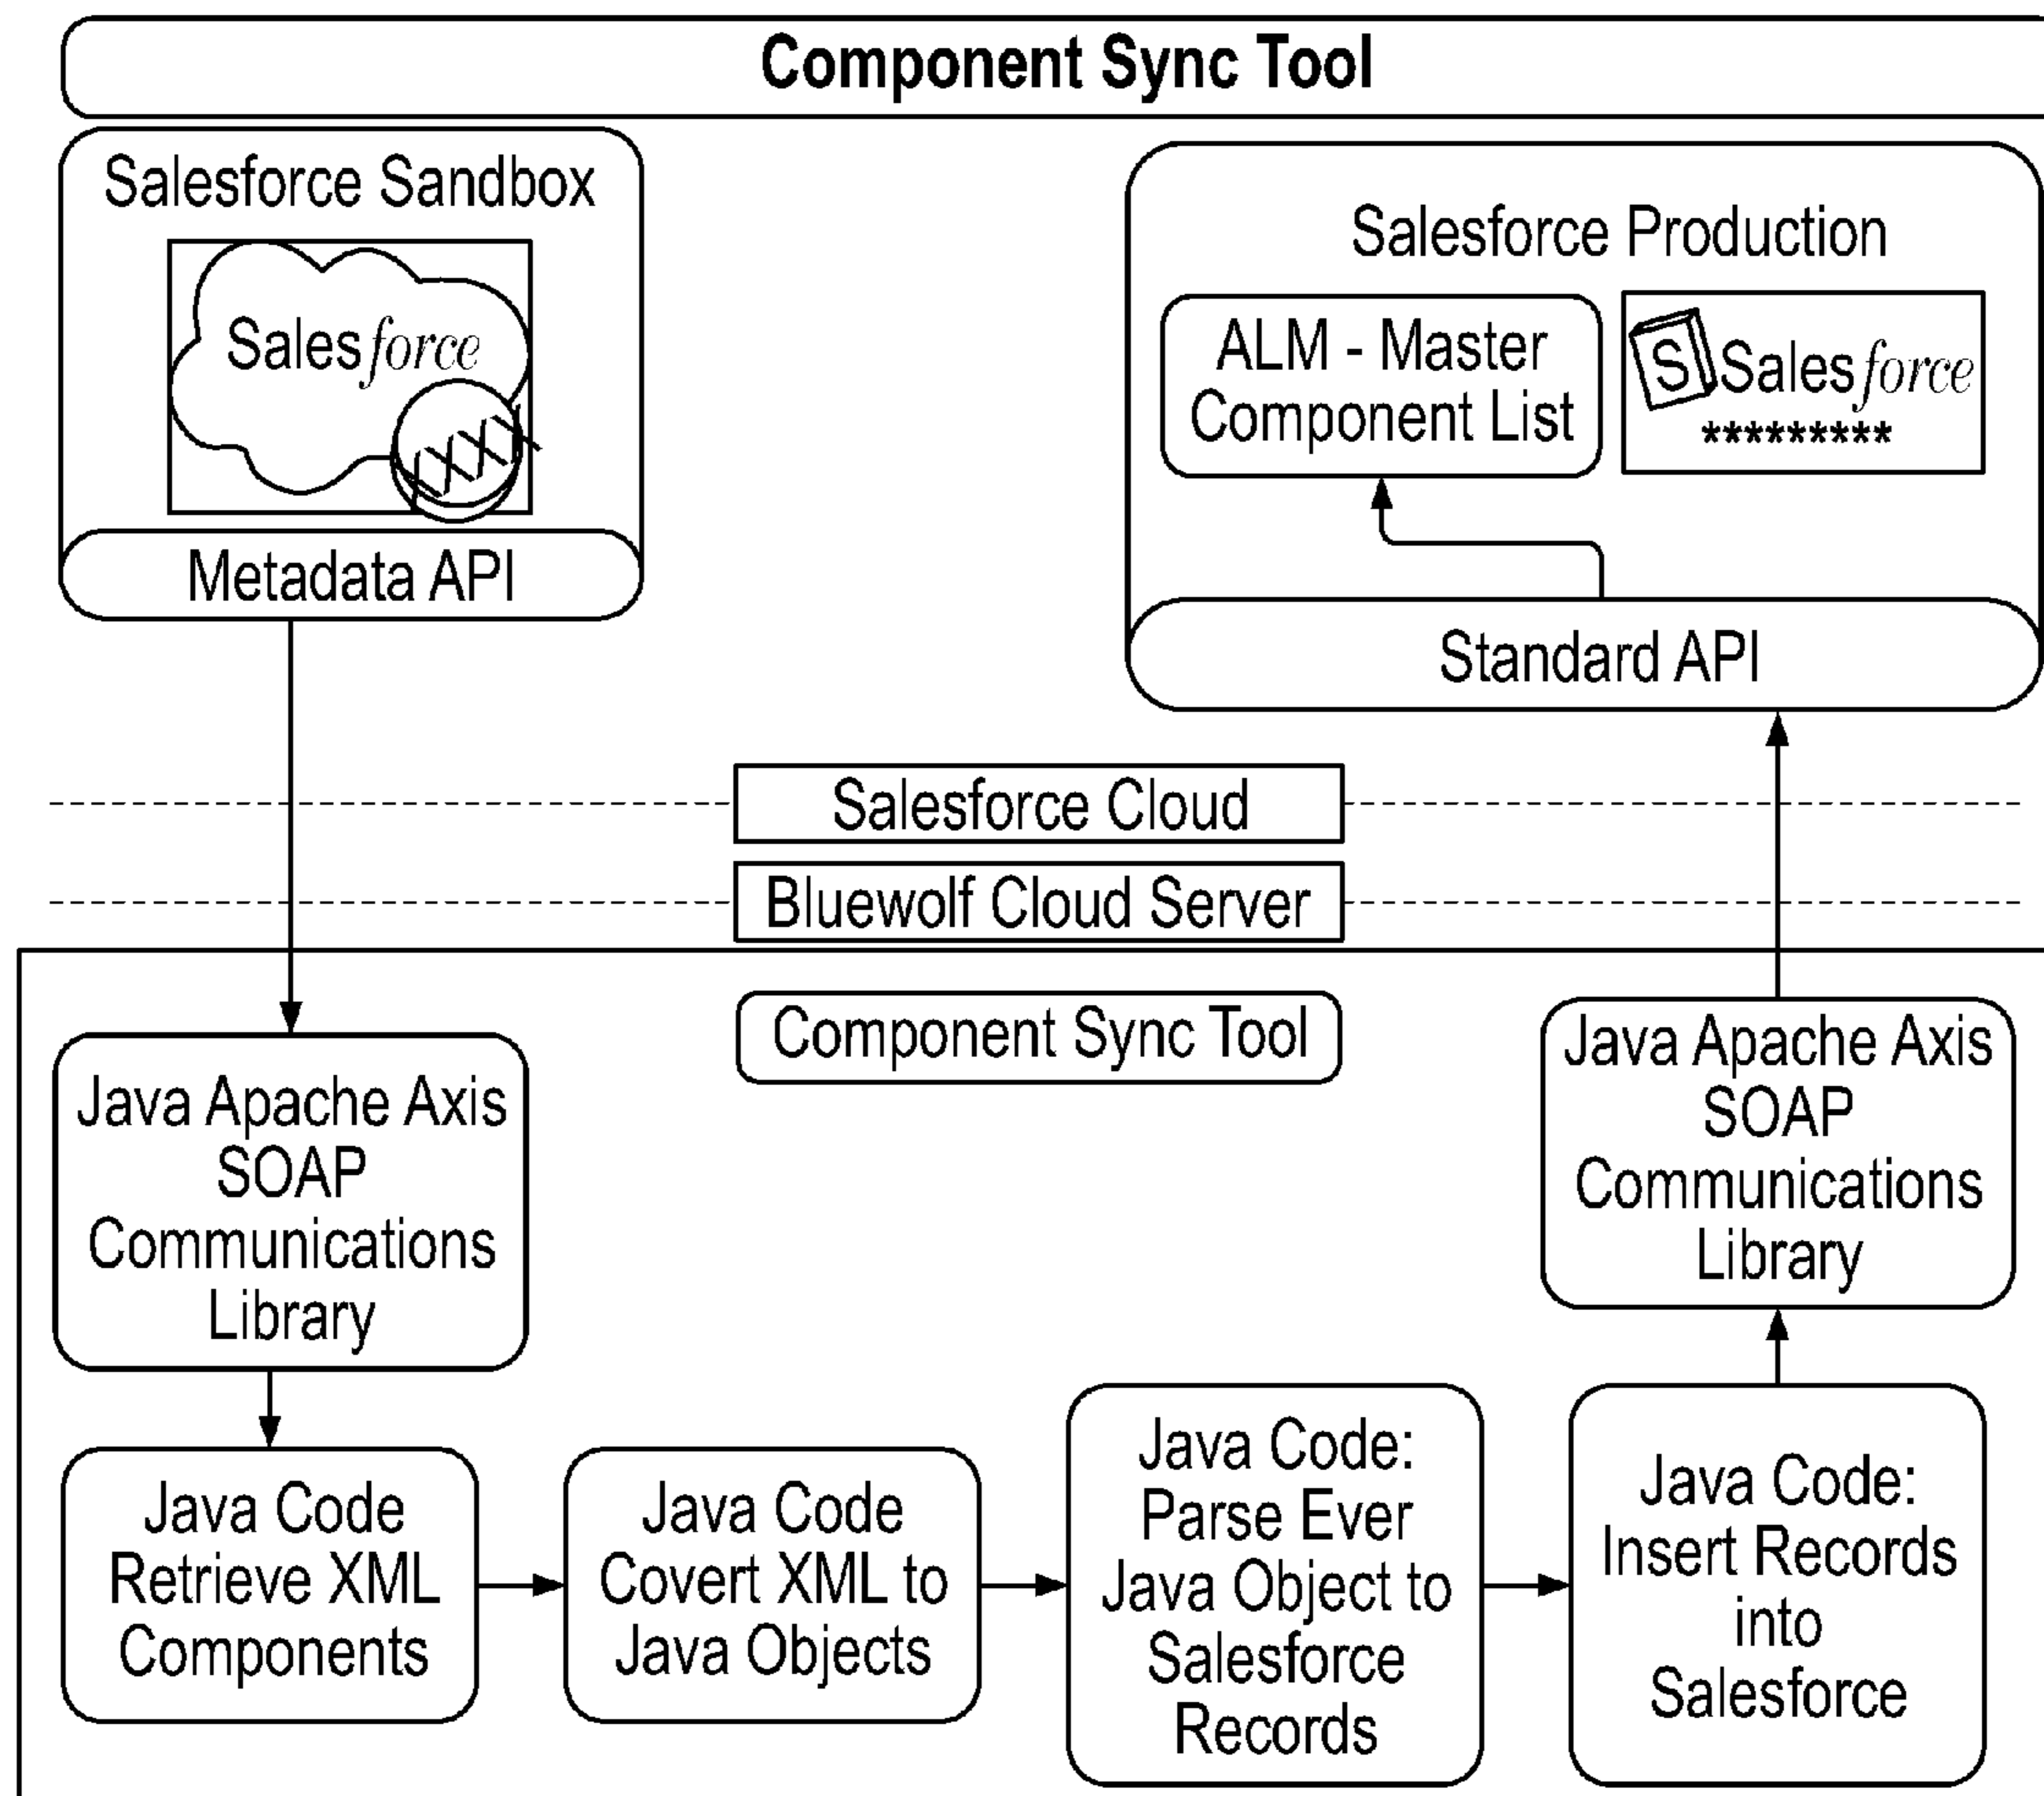 Component Sync Tool
Salesforce Sandbox
Salesforce
XXX
Metadata API
Salesforce Production
ALM - Master
Component List
S
Salesforce
*********
Standard API
Salesforce Cloud
Bluewolf Cloud Server
Component Sync Tool
Java Apache Axis
SOAP
Communications
Library
Java Code
Retrieve XML
Components
Java Code
Covert XML to
Java Objects
Java Code:
Parse Ever
Java Object to
Salesforce
Records
Java Code:
Insert Records
into
Salesforce
Java Apache Axis
SOAP
Communications
Library